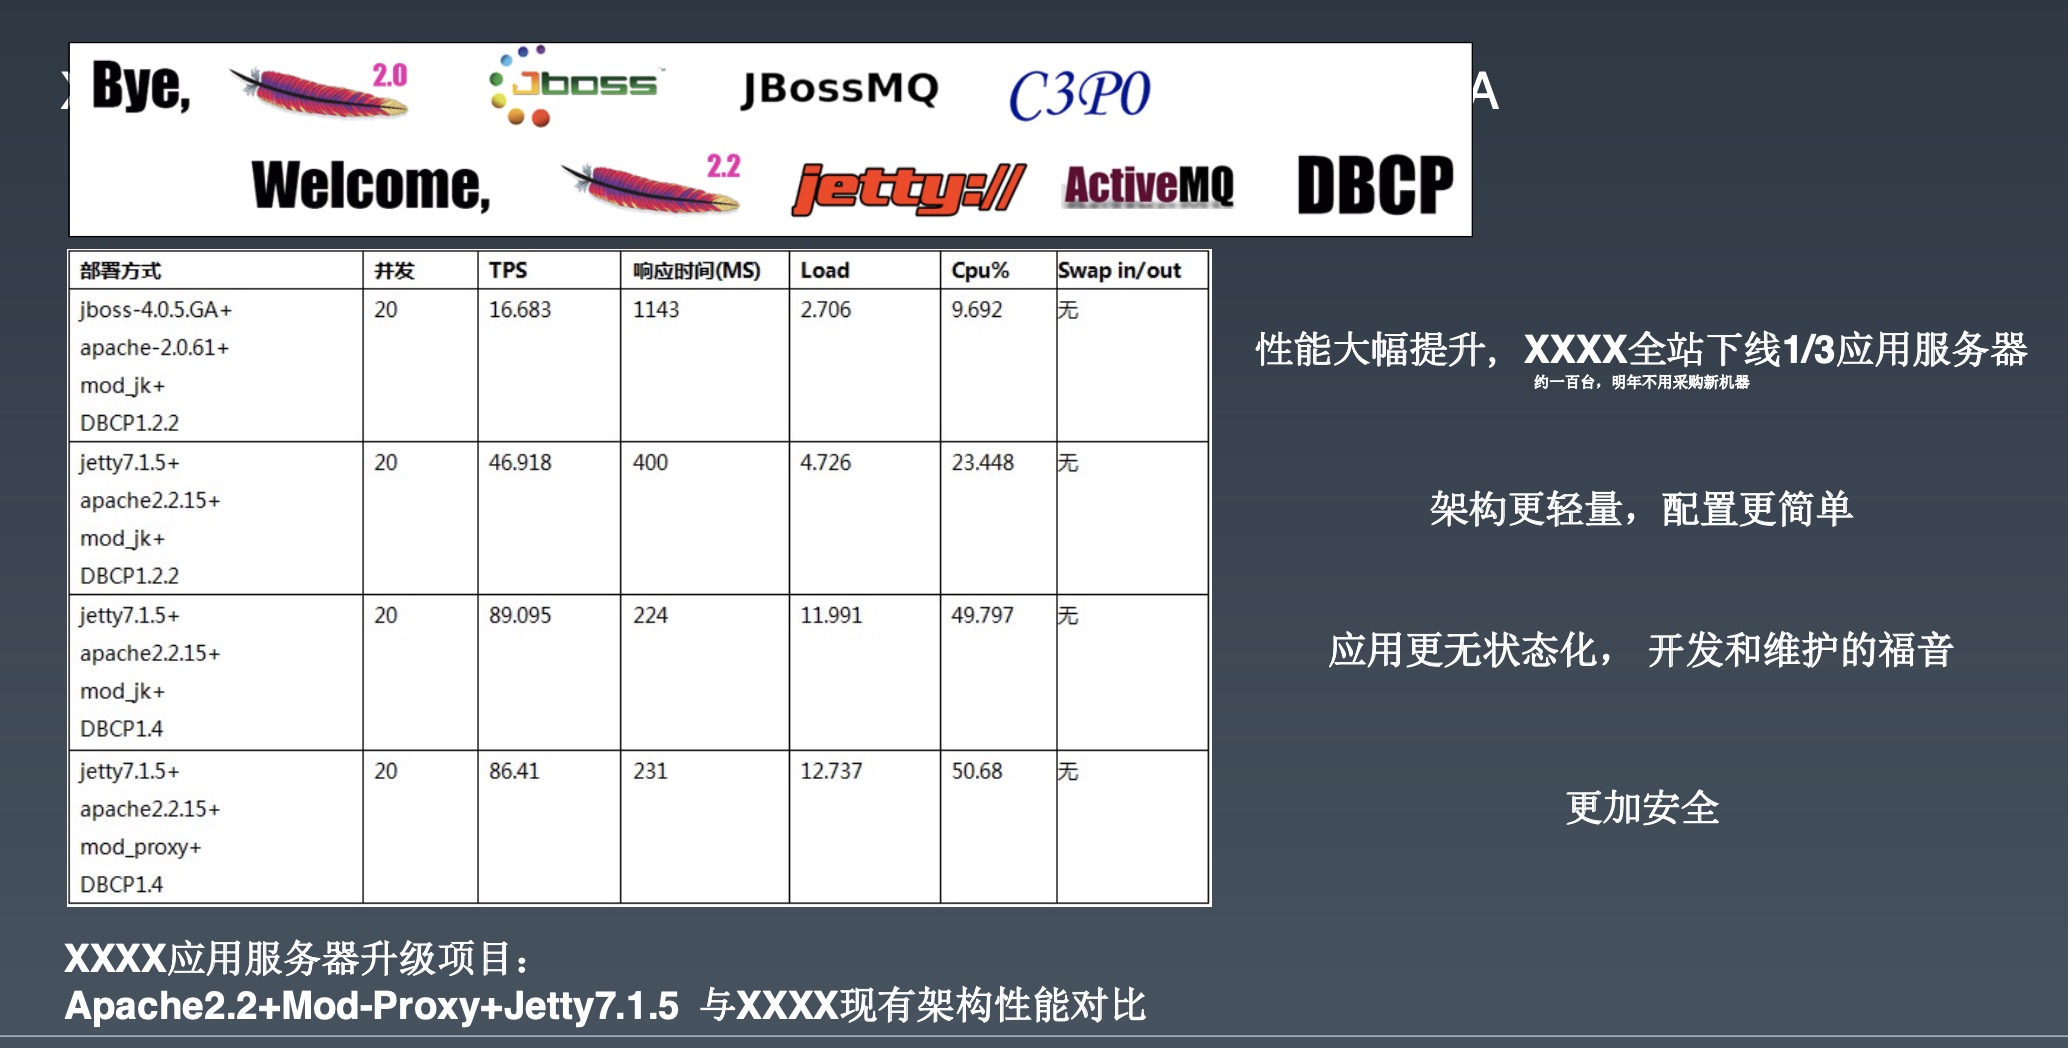 Bye, 2.0 Jboss JBossMQ C3P0
A
Welcome, 2.2 jetty:// ActiveMQ DBCP
部署方式 并发 TPS 响应时间(MS) Load Cpu% Swap in/out
jboss-4.0.5.GA+ 20 16.683 1143 2.706 9.692 无
apache-2.0.61+
mod_jk+
DBCP1.2.2
jetty7.1.5+ 20 46.918 400 4.726 23.448 无
apache2.2.15+
mod_jk+
DBCP1.2.2
jetty7.1.5+ 20 89.095 224 11.991 49.797 无
apache2.2.15+
mod_jk+
DBCP1.4
jetty7.1.5+ 20 86.41 231 12.737 50.68 无
apache2.2.15+
mod_proxy+
DBCP1.4
性能大幅提升，XXXX全站下线1/3应用服务器
约一百台，明年不用采购新机器
架构更轻量，配置更简单
应用更无状态化， 开发和维护的福音
更加安全
XXXX应用服务器升级项目：
Apache2.2+Mod-Proxy+Jetty7.1.5 与XXXX现有架构性能对比